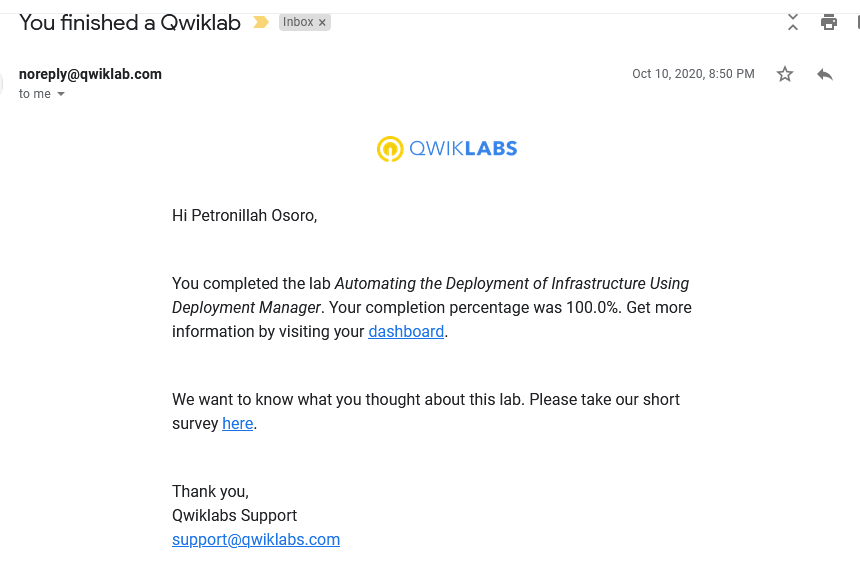 You finished a Qwiklab
Inbox x
noreply@qwiklab.com
Oct 10, 2020, 8:50 PM
to me
QWIKLABS
Hi Petronillah Osoro,
You completed the lab Automating the Deployment of Infrastructure Using
Deployment Manager. Your completion percentage was 100.0%. Get more
information by visiting your dashboard.
We want to know what you thought about this lab. Please take our short
survey here.
Thank you,
Qwiklabs Support
support@qwiklabs.com